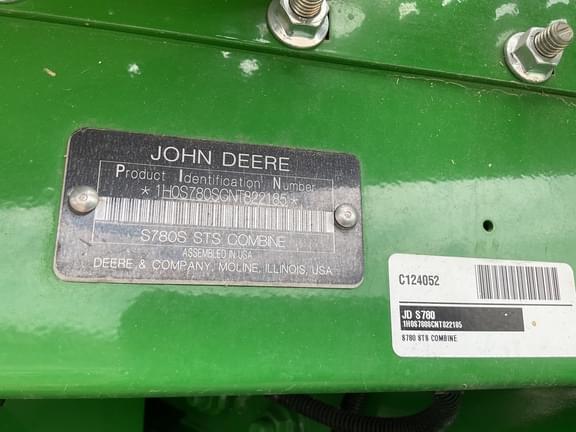 JOHN DEERE
Product Identification Number
*1H0S780SCNT822185*
S780S STS COMBINE
ASSEMBLED IN USA
DEERE & COMPANY, MOLINE, ILLINOIS, USA
C124052
JD S780
1H0S780SCNT822185
S780 STS COMBINE